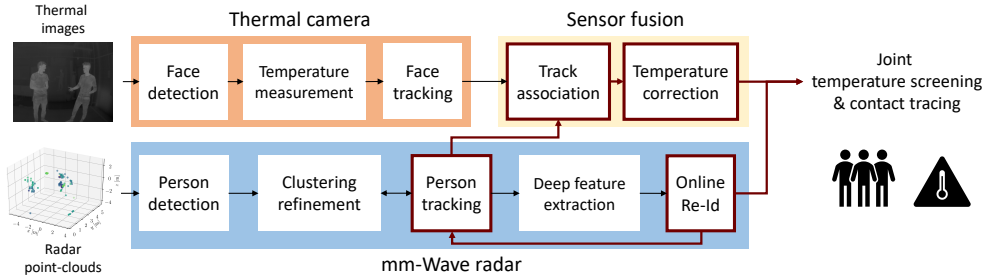 Thermal
images
Thermal camera
Sensor fusion
Face
detection
Temperature
measurement
Face
tracking
Track
association
Temperature
correction
Joint
temperature screening
& contact tracing
Person
detection
Clustering
refinement
Person
tracking
Deep feature
extraction
Online
Re-Id
Radar
point-clouds
mm-Wave radar